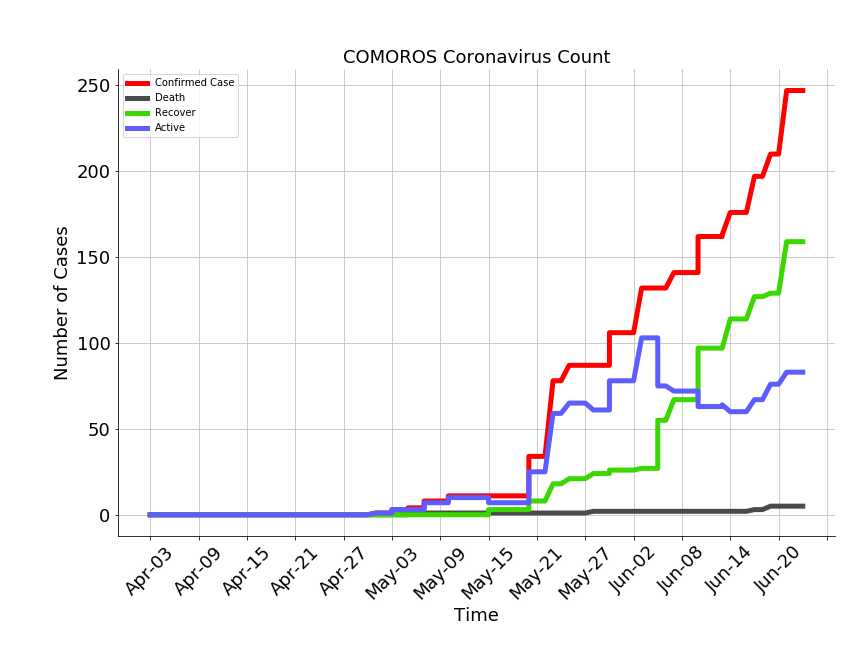 COMOROS Coronavirus Count
Confirmed Case
Death
Recover
Active
Number of Cases
250
200
150
100
50
0
Apr-03
Apr-09
Apr-15
Apr-21
Apr-27
May-03
May-09
May-15
May-21
May-27
Jun-02
Jun-08
Jun-14
Jun-20
Time